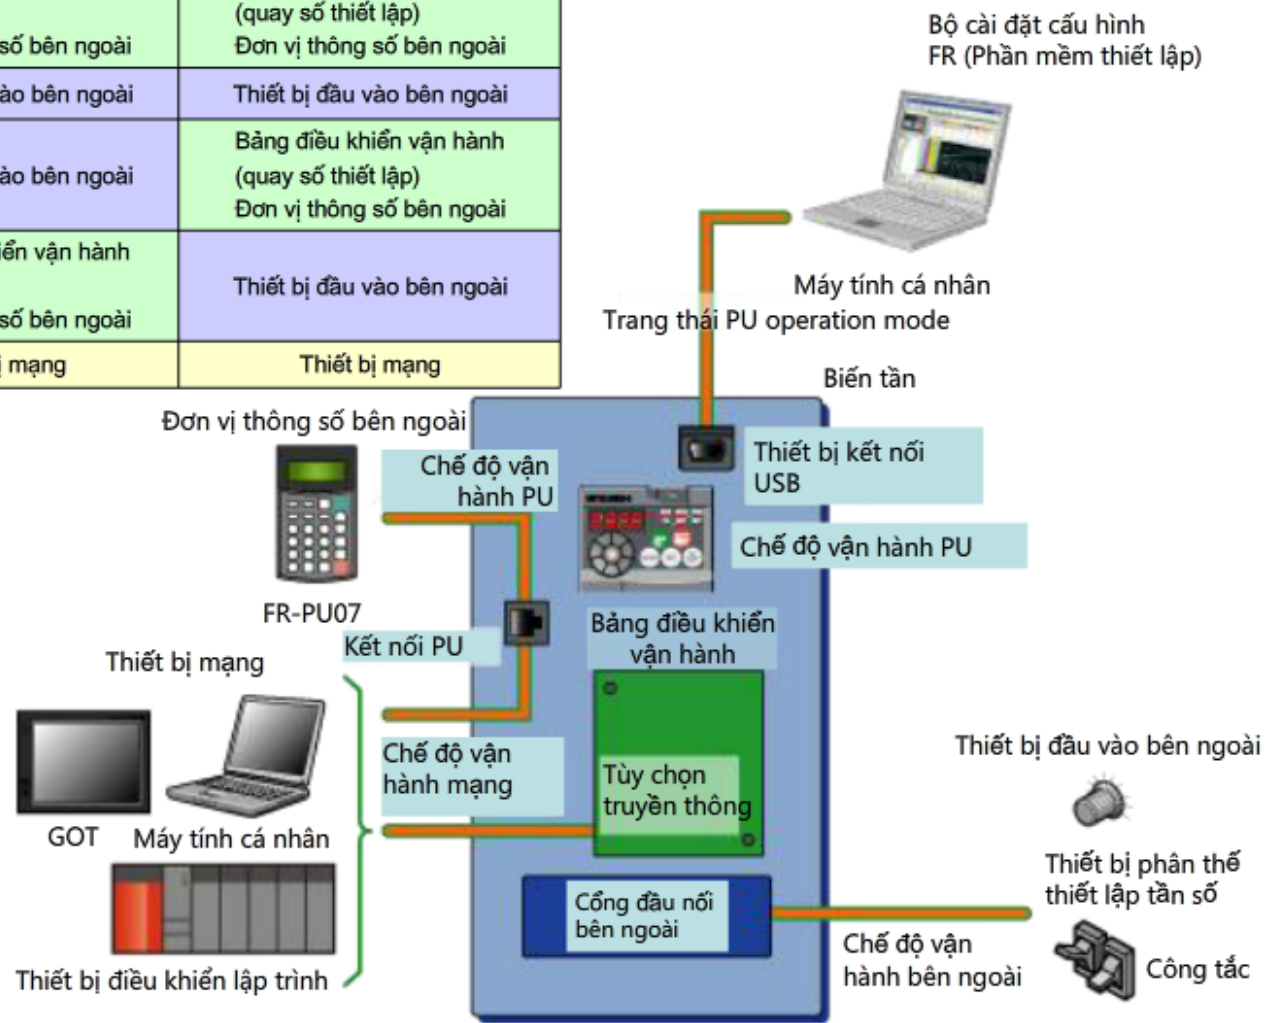 (quay số thiết lập)
số bên ngoài
Đơn vị thông số bên ngoài
ào bên ngoài
Thiết bị đầu vào bên ngoài
ào bên ngoài
Bảng điều khiển vận hành
(quay số thiết lập)
Đơn vị thông số bên ngoài
iển vận hành
số bên ngoài
Thiết bị đầu vào bên ngoài
ị mạng
Thiết bị mạng
Bộ cài đặt cấu hình
FR (Phần mềm thiết lập)
Máy tính cá nhân
Trang thái PU operation mode
Biến tần
Đơn vị thông số bên ngoài
Chế độ vận
hành PU
Thiết bị kết nối
USB
Chế độ vận hành PU
FR-PU07
Kết nối PU
Bảng điều khiển
vận hành
Thiết bị mạng
Chế độ vận
hành mạng
Tùy chọn
truyền thông
GOT
Máy tính cá nhân
Thiết bị điều khiển lập trình
Cổng đầu nối
bên ngoài
Chế độ vận
hành bên ngoài
Thiết bị đầu vào bên ngoài
Thiết bị phân thế
thiết lập tần số
Công tắc